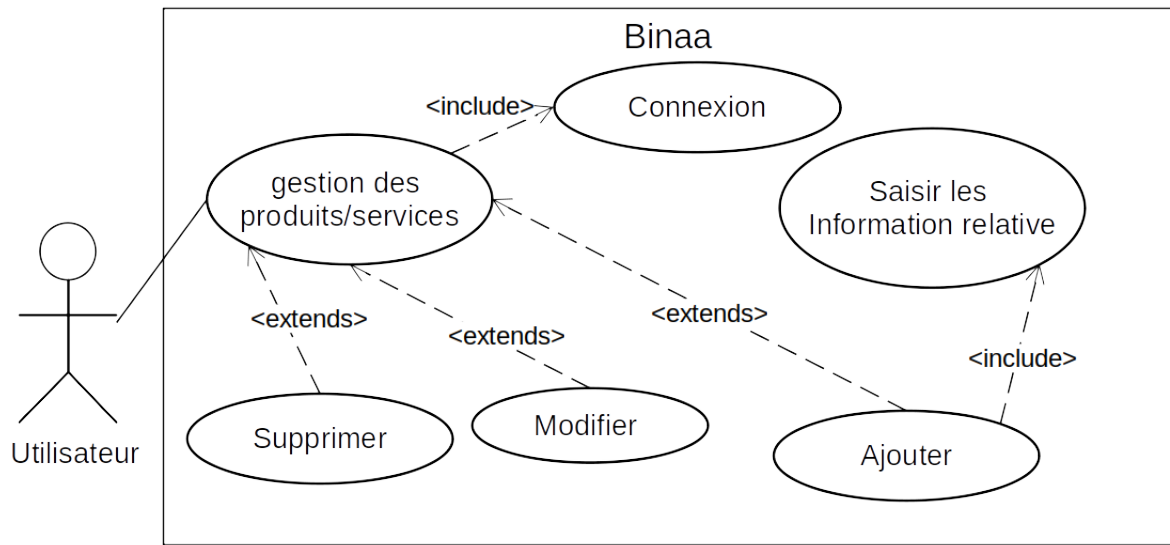 Binaa
<include>
Connexion
gestion des
produits/services
Saisir les
Information relative
<extends>
<extends>
<extends>
<include>
Supprimer
Modifier
Ajouter
Utilisateur